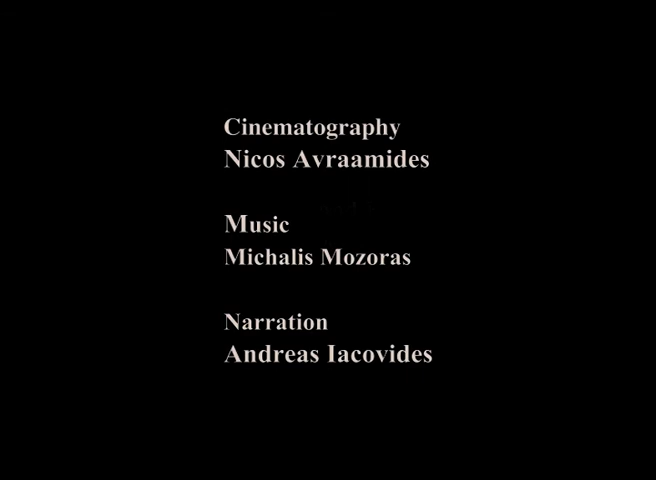 Cinematography
Nicos Avraamides
Music
Michalis Mozoras
Narration
Andreas Iacovides